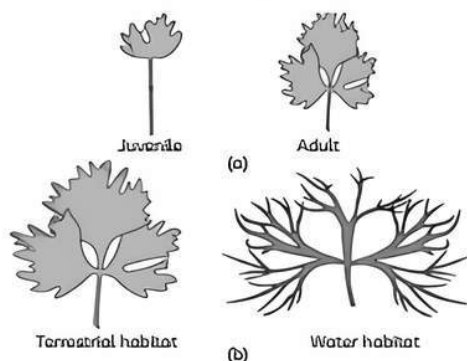 Juvenile
Adult
(a)
Terrestrial habitat
Water habitat
(b)